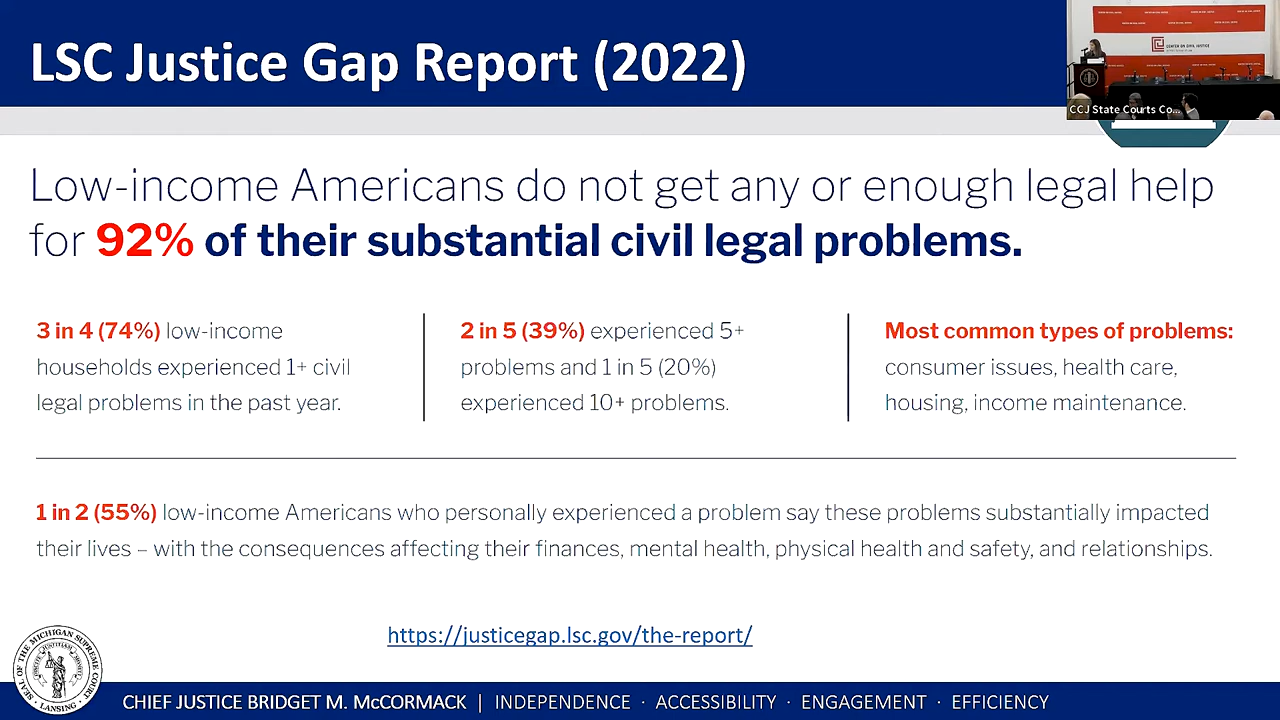 LSC Justice Gap Report (2022)
CENTER ON CIVIL JUSTICE
CCJ State Courts Co...
Low-income Americans do not get any or enough legal help
for 92% of their substantial civil legal problems.
3 in 4 (74%) low-income
households experienced 1+ civil
legal problems in the past year.
2 in 5 (39%) experienced 5+
problems and 1 in 5 (20%)
experienced 10+ problems.
Most common types of problems:
consumer issues, health care,
housing, income maintenance.
1 in 2 (55%) low-income Americans who personally experienced a problem say these problems substantially impacted
their lives – with the consequences affecting their finances, mental health, physical health and safety, and relationships.
https://justicegap.lsc.gov/the-report/
SEAL OF THE MICHIGAN SUPREME COURT
LANSING
CHIEF JUSTICE BRIDGET M. McCORMACK | INDEPENDENCE · ACCESSIBILITY · ENGAGEMENT · EFFICIENCY